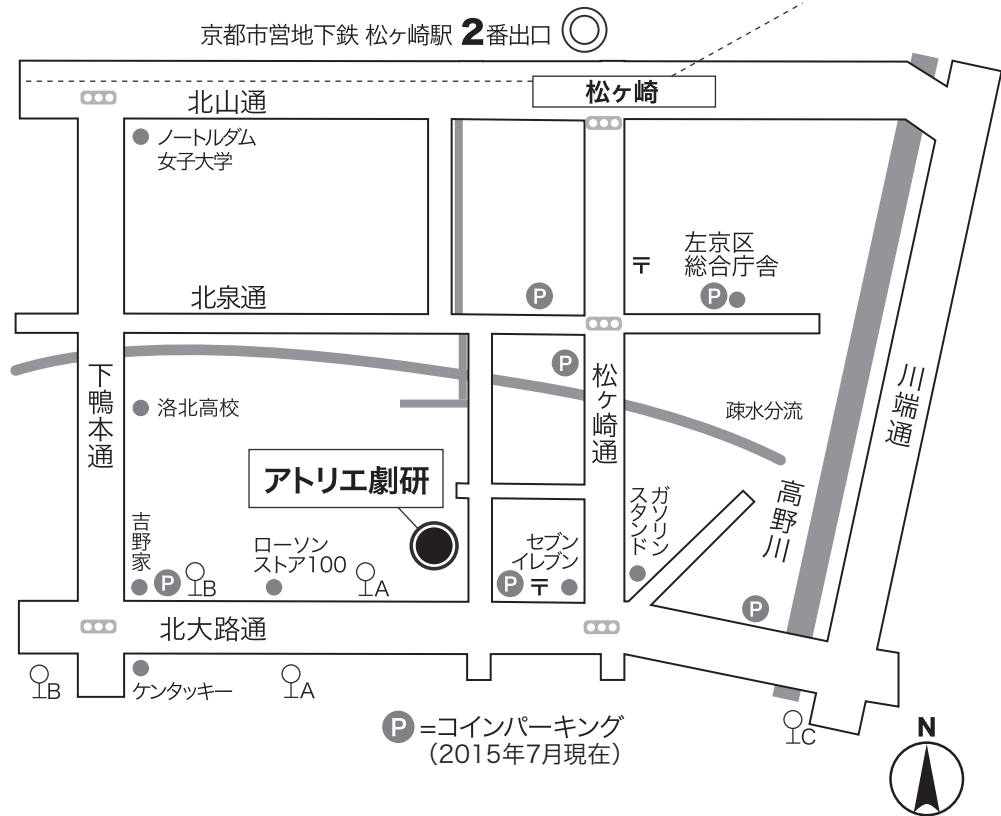 京都市営地下鉄 松ヶ崎駅 2番出口
松ヶ崎
北山通
ノートルダム
女子大学
左京区
総合庁舎
〒
P
P
北泉通
P
下鴨本通
松ヶ崎通
川端通
洛北高校
疏水分流
アトリエ劇研
高野川
ガソリン
スタンド
吉野家
ローソン
ストア100
セブン
イレブン
P
B
A
P
〒
P
北大路通
B
ケンタッキー
A
C
P=コインパーキング
（2015年7月現在）
N